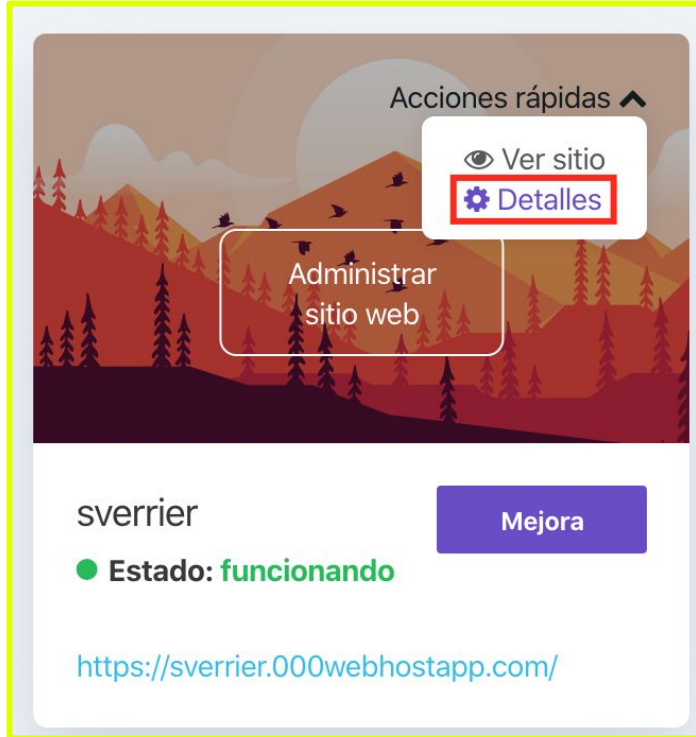 Acciones rápidas
Ver sitio
Detalles
Administrar
sitio web
sverrier
Mejora
Estado: funcionando
https://sverrier.000webhostapp.com/